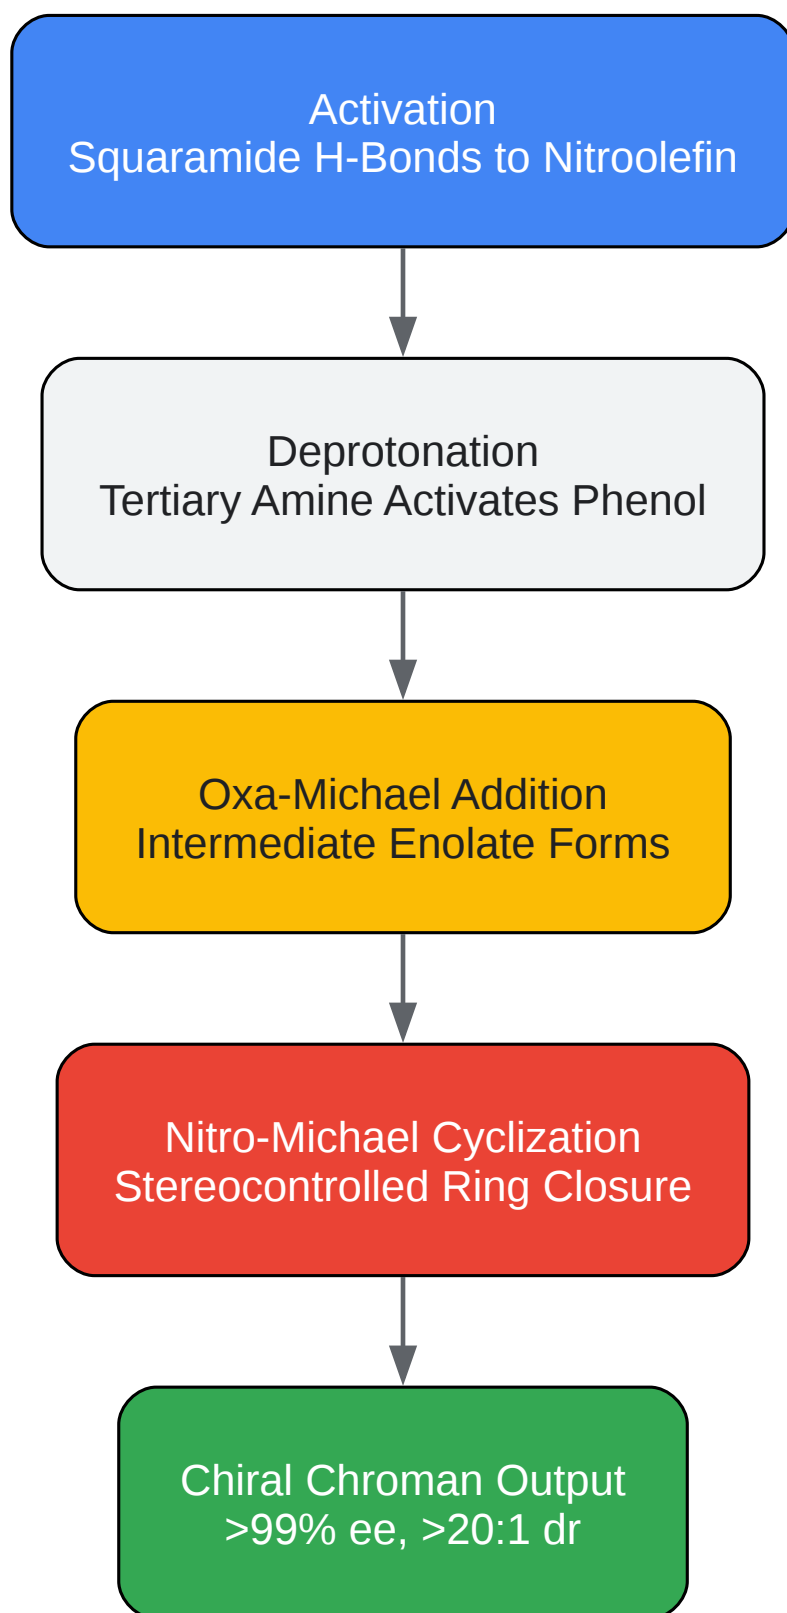 Activation
Squaramide H-Bonds to Nitroolefin
Deprotonation
Tertiary Amine Activates Phenol
Oxa-Michael Addition
Intermediate Enolate Forms
Nitro-Michael Cyclization
Stereocontrolled Ring Closure
Chiral Chroman Output
>99% ee, >20:1 dr